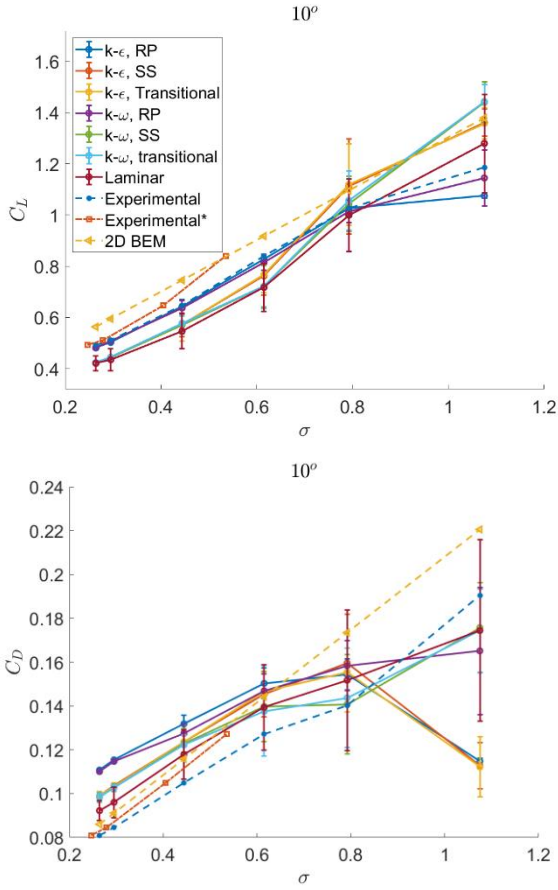 10º
1.6
1.4
1.2
1
0.8
0.6
0.4
C_L
k-ϵ, RP
k-ϵ, SS
k-ϵ, Transitional
k-ω, RP
k-ω, SS
k-ω, transitional
Laminar
Experimental
Experimental*
2D BEM
0.2 0.4 0.6 0.8 1 1.2
σ
10º
0.24
0.22
0.2
0.18
0.16
0.14
0.12
0.1
0.08
C_D
0.2 0.4 0.6 0.8 1 1.2
σ